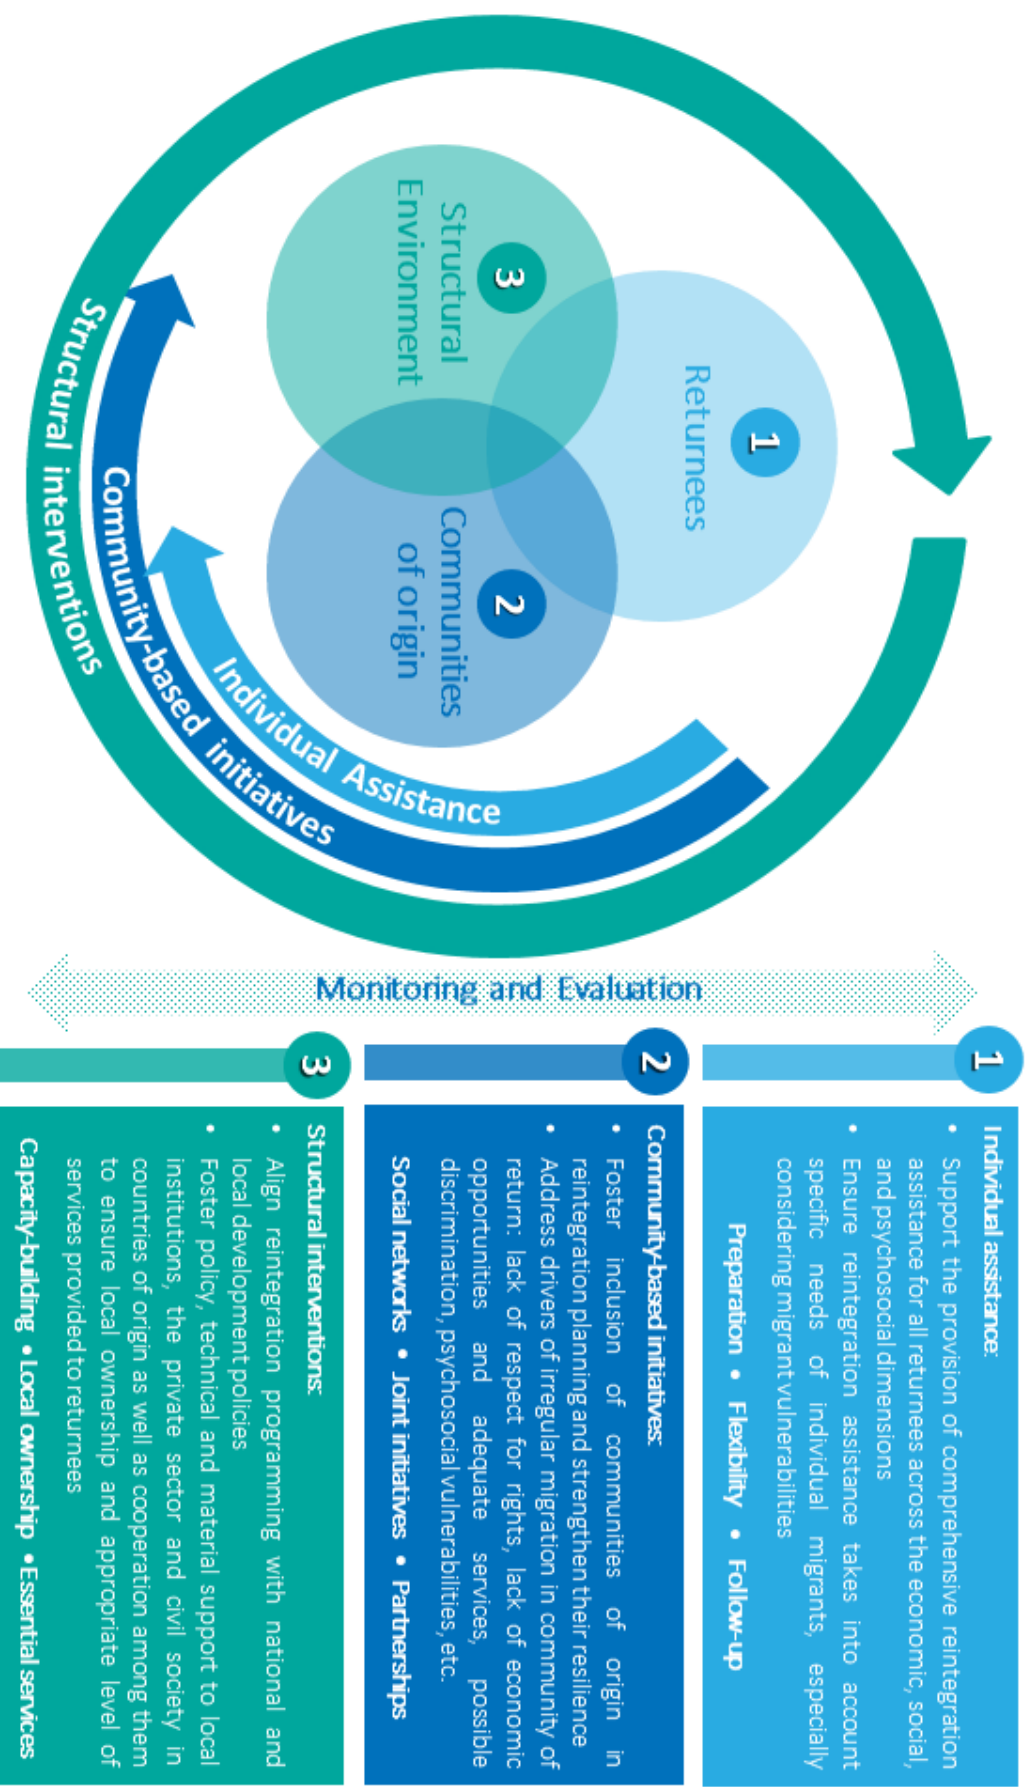 1
Returnees
3
Structural
Environment
2
Communities
of origin
Individual Assistance
Community-based initiatives
Structural interventions
Monitoring and Evaluation
1
Individual assistance:
• Support the provision of comprehensive reintegration
assistance for all returnees across the economic, social,
and psychosocial dimensions
• Ensure reintegration assistance takes into account
specific needs of individual migrants, especially
considering migrant vulnerabilities
Preparation • Flexibility • Follow-up
2
Community-based initiatives:
• Foster inclusion of communities of origin in
reintegration planning and strengthen their resilience
• Address drivers of irregular migration in community of
return: lack of respect for rights, lack of economic
opportunities and adequate services, possible
discrimination, psychosocial vulnerabilities, etc.
Social networks • Joint initiatives • Partnerships
3
Structural interventions:
• Align reintegration programming with national and
local development policies
• Foster policy, technical and material support to local
institutions, the private sector and civil society in
countries of origin as well as cooperation among them
to ensure local ownership and appropriate level of
services provided to returnees
Capacity-building • Local ownership • Essential services